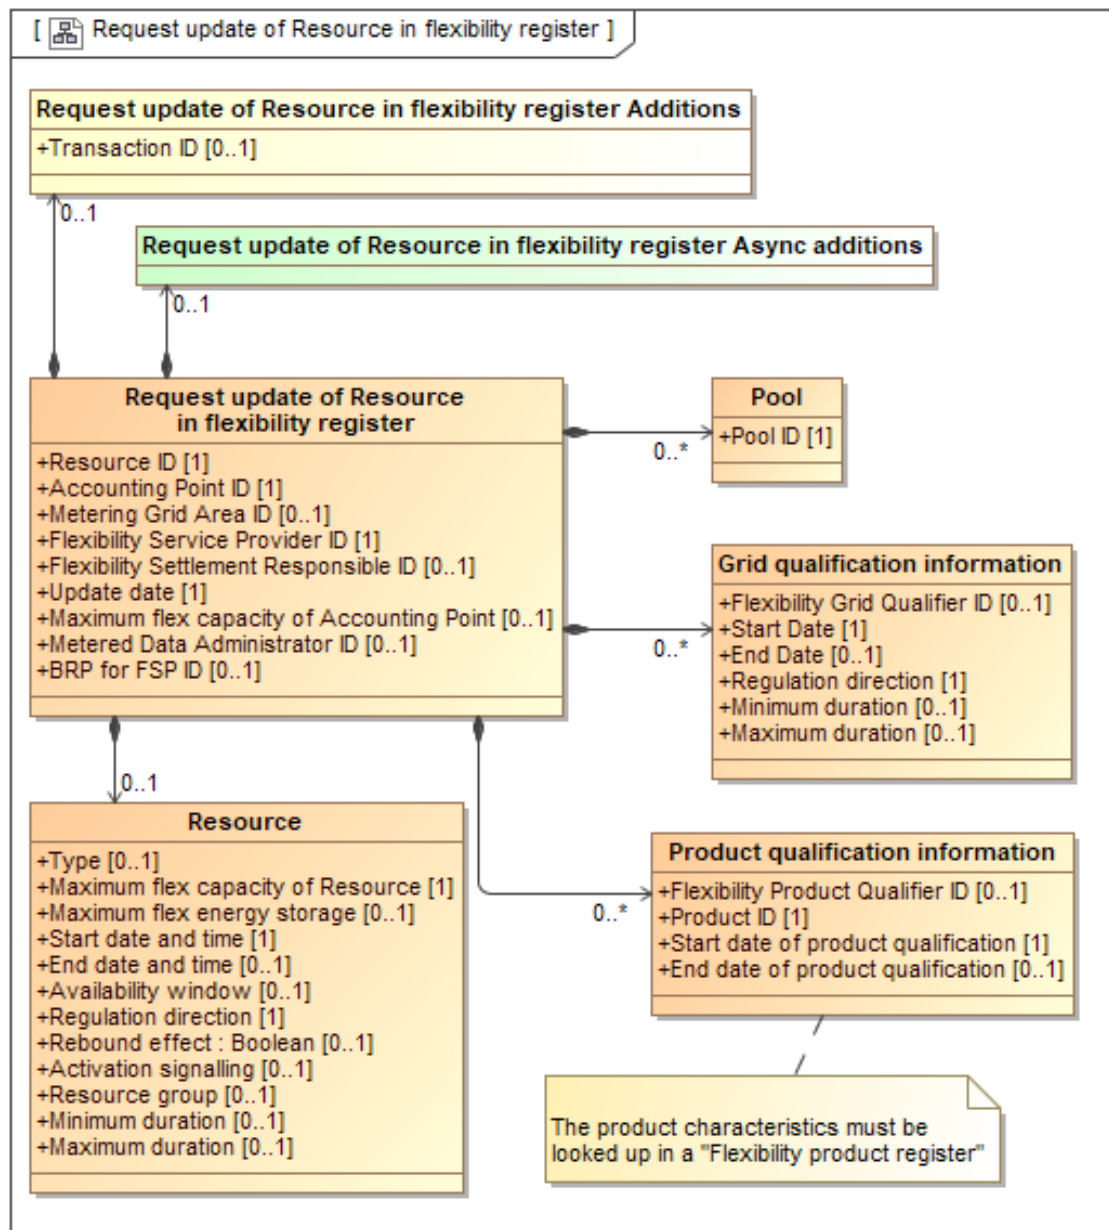 [ Request update of Resource in flexibility register ]
Request update of Resource in flexibility register Additions
+Transaction ID [0..1]
0..1
Request update of Resource in flexibility register Async additions
0..1
Request update of Resource
in flexibility register
+Resource ID [1]
+Accounting Point ID [1]
+Metering Grid Area ID [0..1]
+Flexibility Service Provider ID [1]
+Flexibility Settlement Responsible ID [0..1]
+Update date [1]
+Maximum flex capacity of Accounting Point [0..1]
+Metered Data Administrator ID [0..1]
+BRP for FSP ID [0..1]
Pool
+Pool ID [1]
0..*
Grid qualification information
+Flexibility Grid Qualifier ID [0..1]
+Start Date [1]
+End Date [0..1]
+Regulation direction [1]
+Minimum duration [0..1]
+Maximum duration [0..1]
0..*
0..1
Resource
+Type [0..1]
+Maximum flex capacity of Resource [1]
+Maximum flex energy storage [0..1]
+Start date and time [1]
+End date and time [0..1]
+Availability window [0..1]
+Regulation direction [1]
+Rebound effect : Boolean [0..1]
+Activation signalling [0..1]
+Resource group [0..1]
+Minimum duration [0..1]
+Maximum duration [0..1]
Product qualification information
+Flexibility Product Qualifier ID [0..1]
+Product ID [1]
+Start date of product qualification [1]
+End date of product qualification [0..1]
0..*
The product characteristics must be
looked up in a "Flexibility product register"